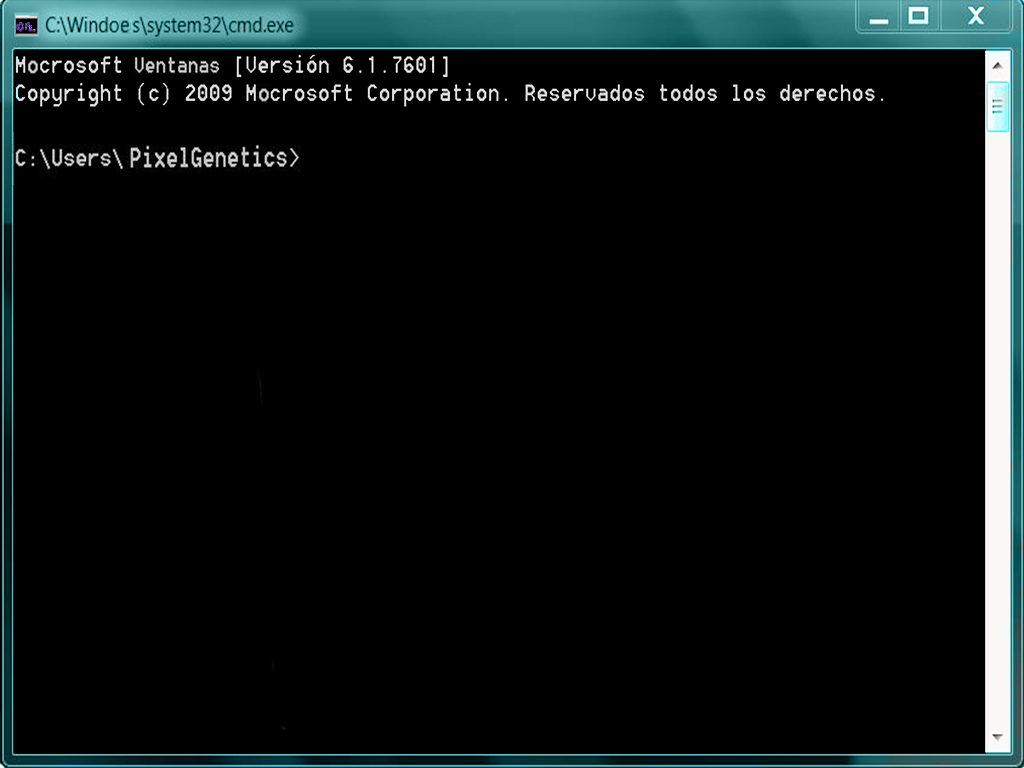 C:\Windoes\system32\cmd.exe
Mocrosoft Ventanas [Versión 6.1.7601]
Copyright (c) 2009 Mocrosoft Corporation. Reservados todos los derechos.
C:\Users\PixelGenetics>